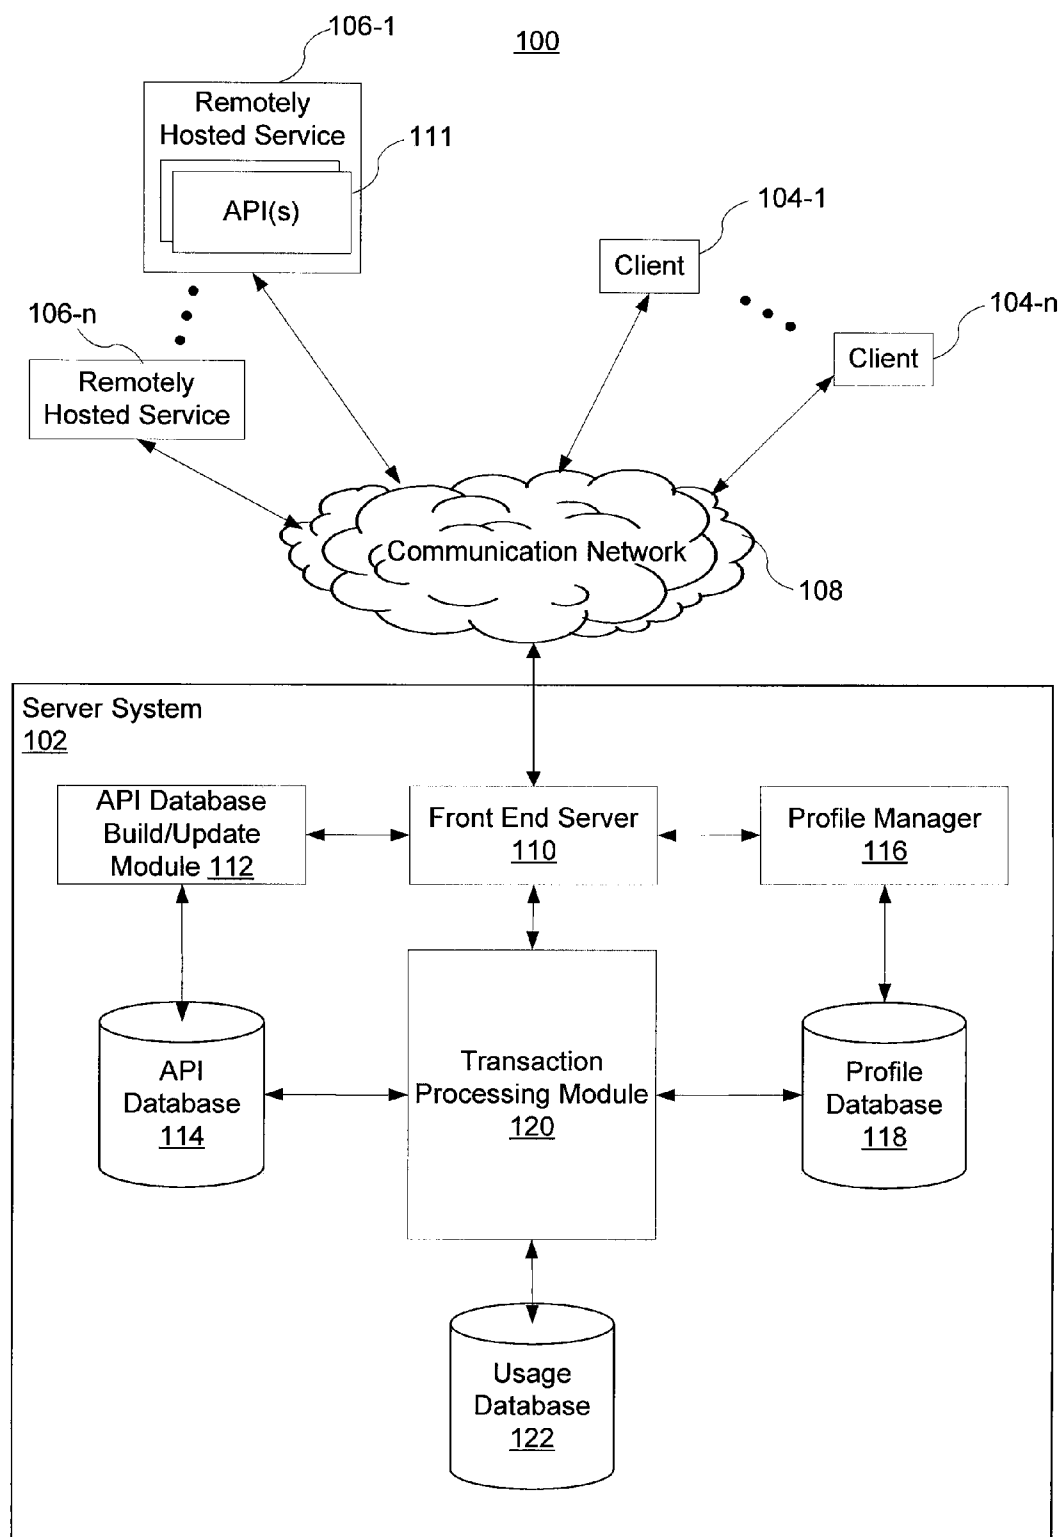 106-1
100
Remotely
Hosted Service
111
API(s)
104-1
Client
104-n
106-n
Client
Remotely
Hosted Service
Communication Network
108
Server System
102
API Database
Build/Update
Module 112
Front End Server
110
Profile Manager
116
API
Database
114
Transaction
Processing Module
120
Profile
Database
118
Usage
Database
122